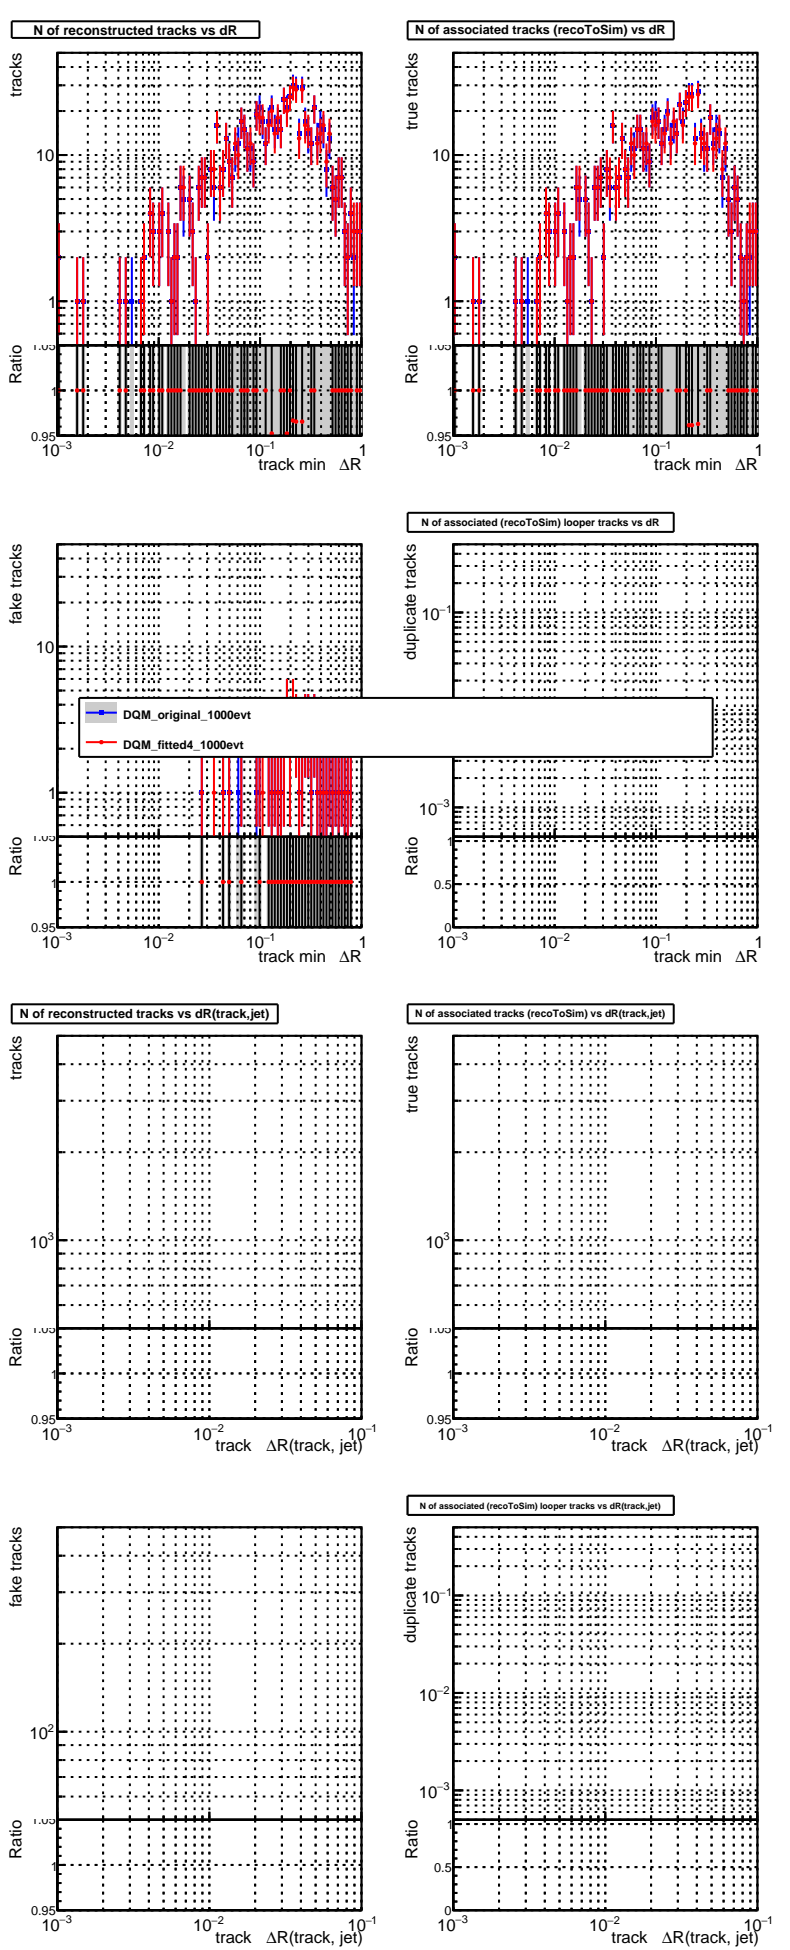 N of reconstructed tracks vs dR
tracks
10
1
1.05
Ratio
1
0.95
10−3
10−2
10−1
1
track min ΔR
N of associated tracks (recoToSim) vs dR
true tracks
10
1
1.05
Ratio
1
0.95
10−3
10−2
10−1
1
track min ΔR
fake tracks
10
1
1.05
Ratio
1
0.95
10−3
10−2
10−1
1
track min ΔR
N of associated (recoToSim) looper tracks vs dR
duplicate tracks
10−1
10−3
Ratio
1
0.5
0
10−3
10−2
10−1
1
track min ΔR
DQM_original_1000evt
DQM_fitted4_1000evt
N of reconstructed tracks vs dR(track,jet)
tracks
103
1.05
Ratio
1
0.95
10−3
10−2
10−1
track ΔR(track, jet)
N of associated tracks (recoToSim) vs dR(track,jet)
true tracks
103
1.05
Ratio
1
0.95
10−3
10−2
10−1
track ΔR(track, jet)
fake tracks
102
1.05
Ratio
1
0.95
10−3
10−2
10−1
track ΔR(track, jet)
N of associated (recoToSim) looper tracks vs dR(track,jet)
duplicate tracks
10−1
10−2
10−3
Ratio
1
0.5
0
10−3
10−2
10−1
track ΔR(track, jet)